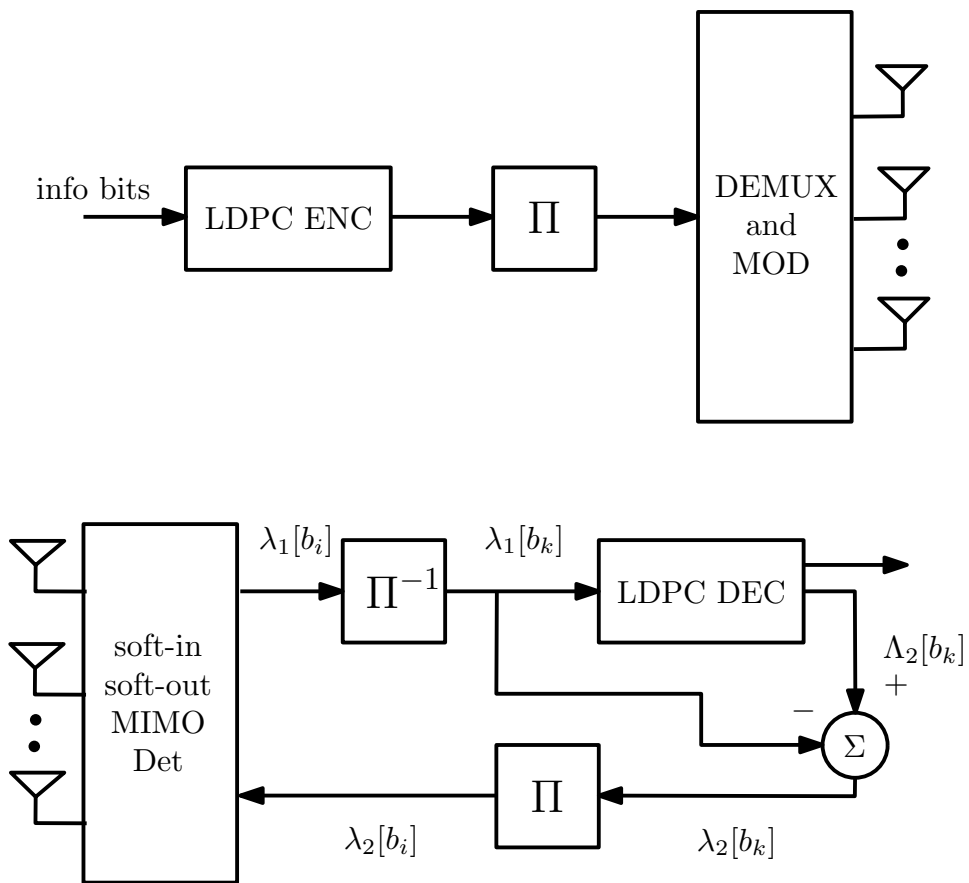 info bits
LDPC ENC
Π
DEMUX
and
MOD
λ₁[bᵢ]
λ₁[bₖ]
Π⁻¹
LDPC DEC
soft-in
soft-out
MIMO
Det
Λ₂[bₖ]
+
−
Σ
Π
λ₂[bᵢ]
λ₂[bₖ]